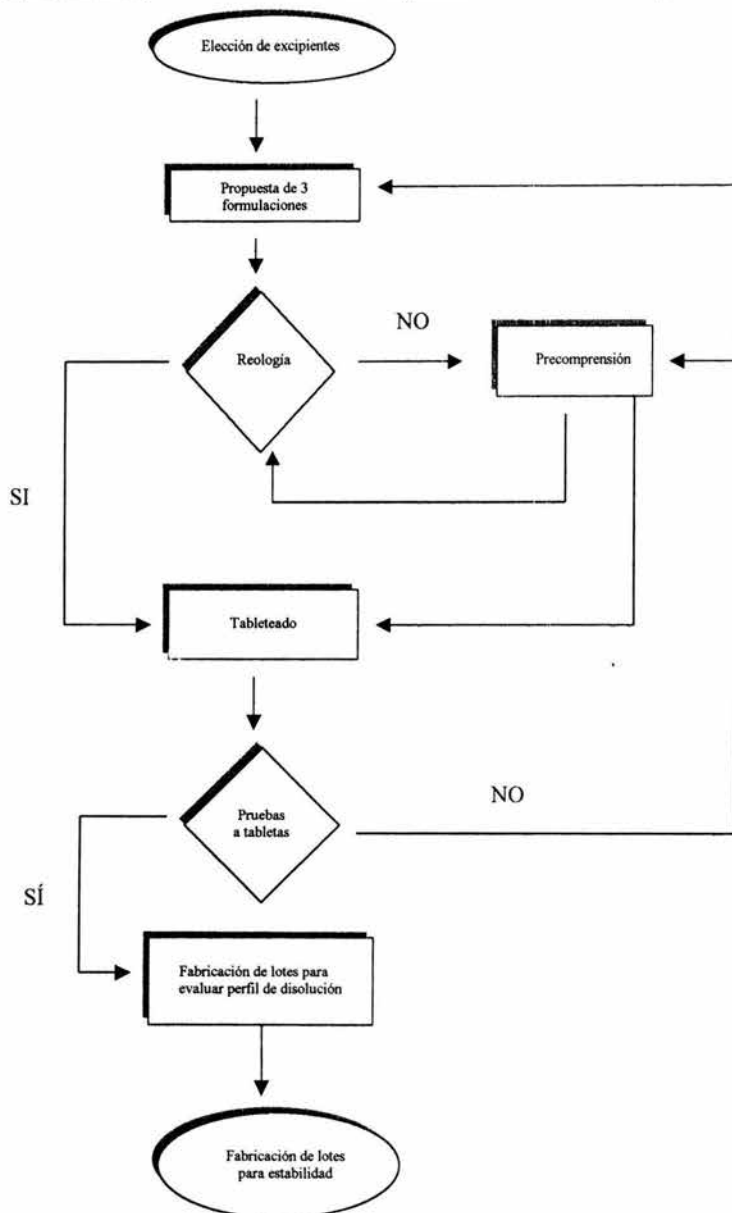 Elección de excipientes
Propuesta de 3
formulaciones
NO
Reología
Precomprensión
SI
Tableteado
NO
Pruebas
a tabletas
SÍ
Fabricación de lotes para
evaluar perfil de disolución
Fabricación de lotes
para estabilidad